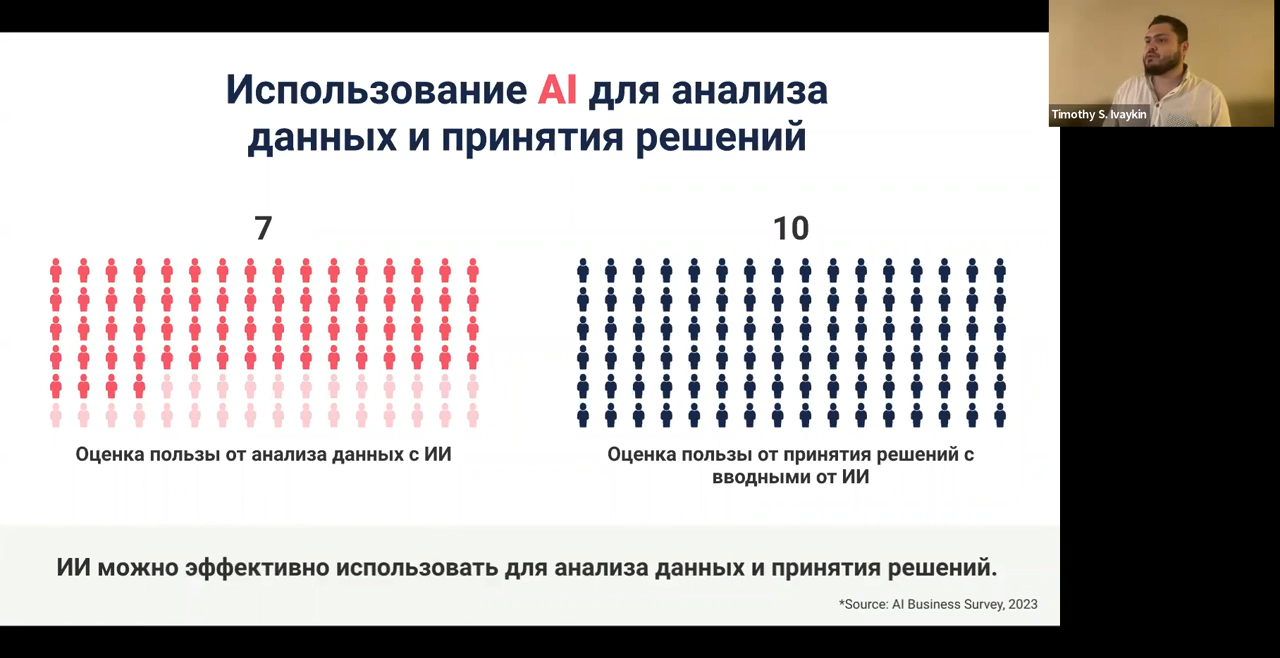 Использование AI для анализа
данных и принятия решений
7
10
Оценка пользы от анализа данных с ИИ
Оценка пользы от принятия решений с
вводными от ИИ
ИИ можно эффективно использовать для анализа данных и принятия решений.
*Source: AI Business Survey, 2023
Timothy S. Ivaykin